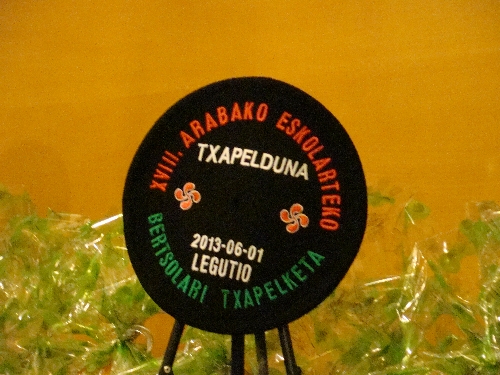 XVIII. ARABAKO ESKOLARTEKO
TXAPELDUNA
2013-06-01
LEGUTIO
BERTSOLARI TXAPELKETA